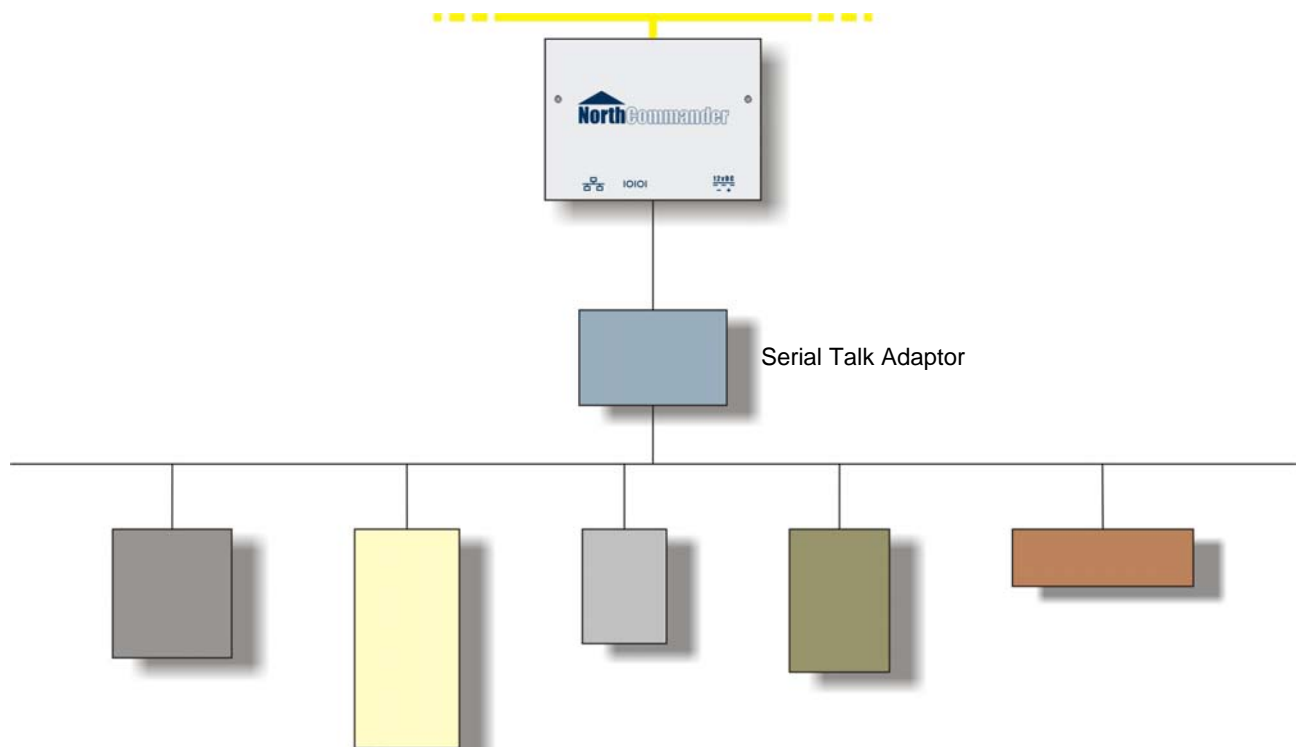 NorthCommander
IOIOI
12vDC
- +
Serial Talk Adaptor